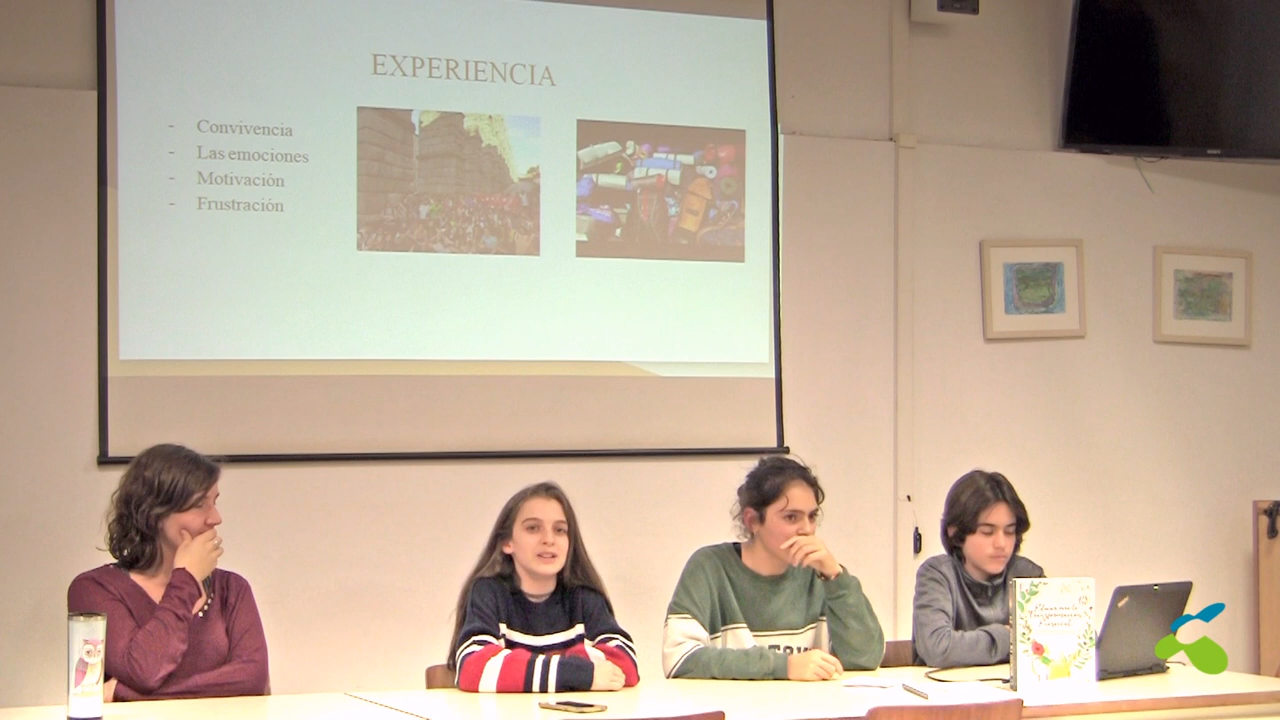 EXPERIENCIA
- Convivencia
- Las emociones
- Motivación
- Frustración